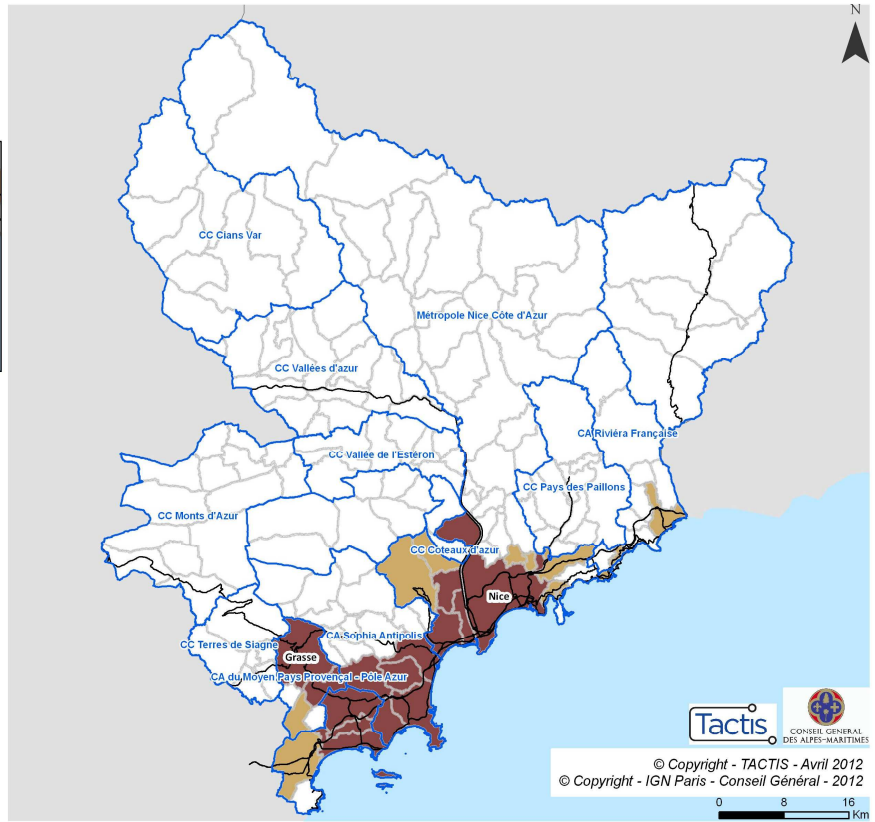 N
CC Cians Var
Métropole Nice Côte d'Azur
CC Vallées d'azur
CA Riviéra Française
CC Vallée de l'Estéron
CC Pays des Paillons
CC Monts d'Azur
CC Coteaux d'azur
Nice
CA Sophia Antipolis
CC Terres de Siagne
Grasse
CA du Moyen Pays Provençal - Pôle Azur
Tactis
CONSEIL GENERAL
DES ALPES-MARITIMES
© Copyright - TACTIS - Avril 2012
© Copyright - IGN Paris - Conseil Général - 2012
0 8 16
Km